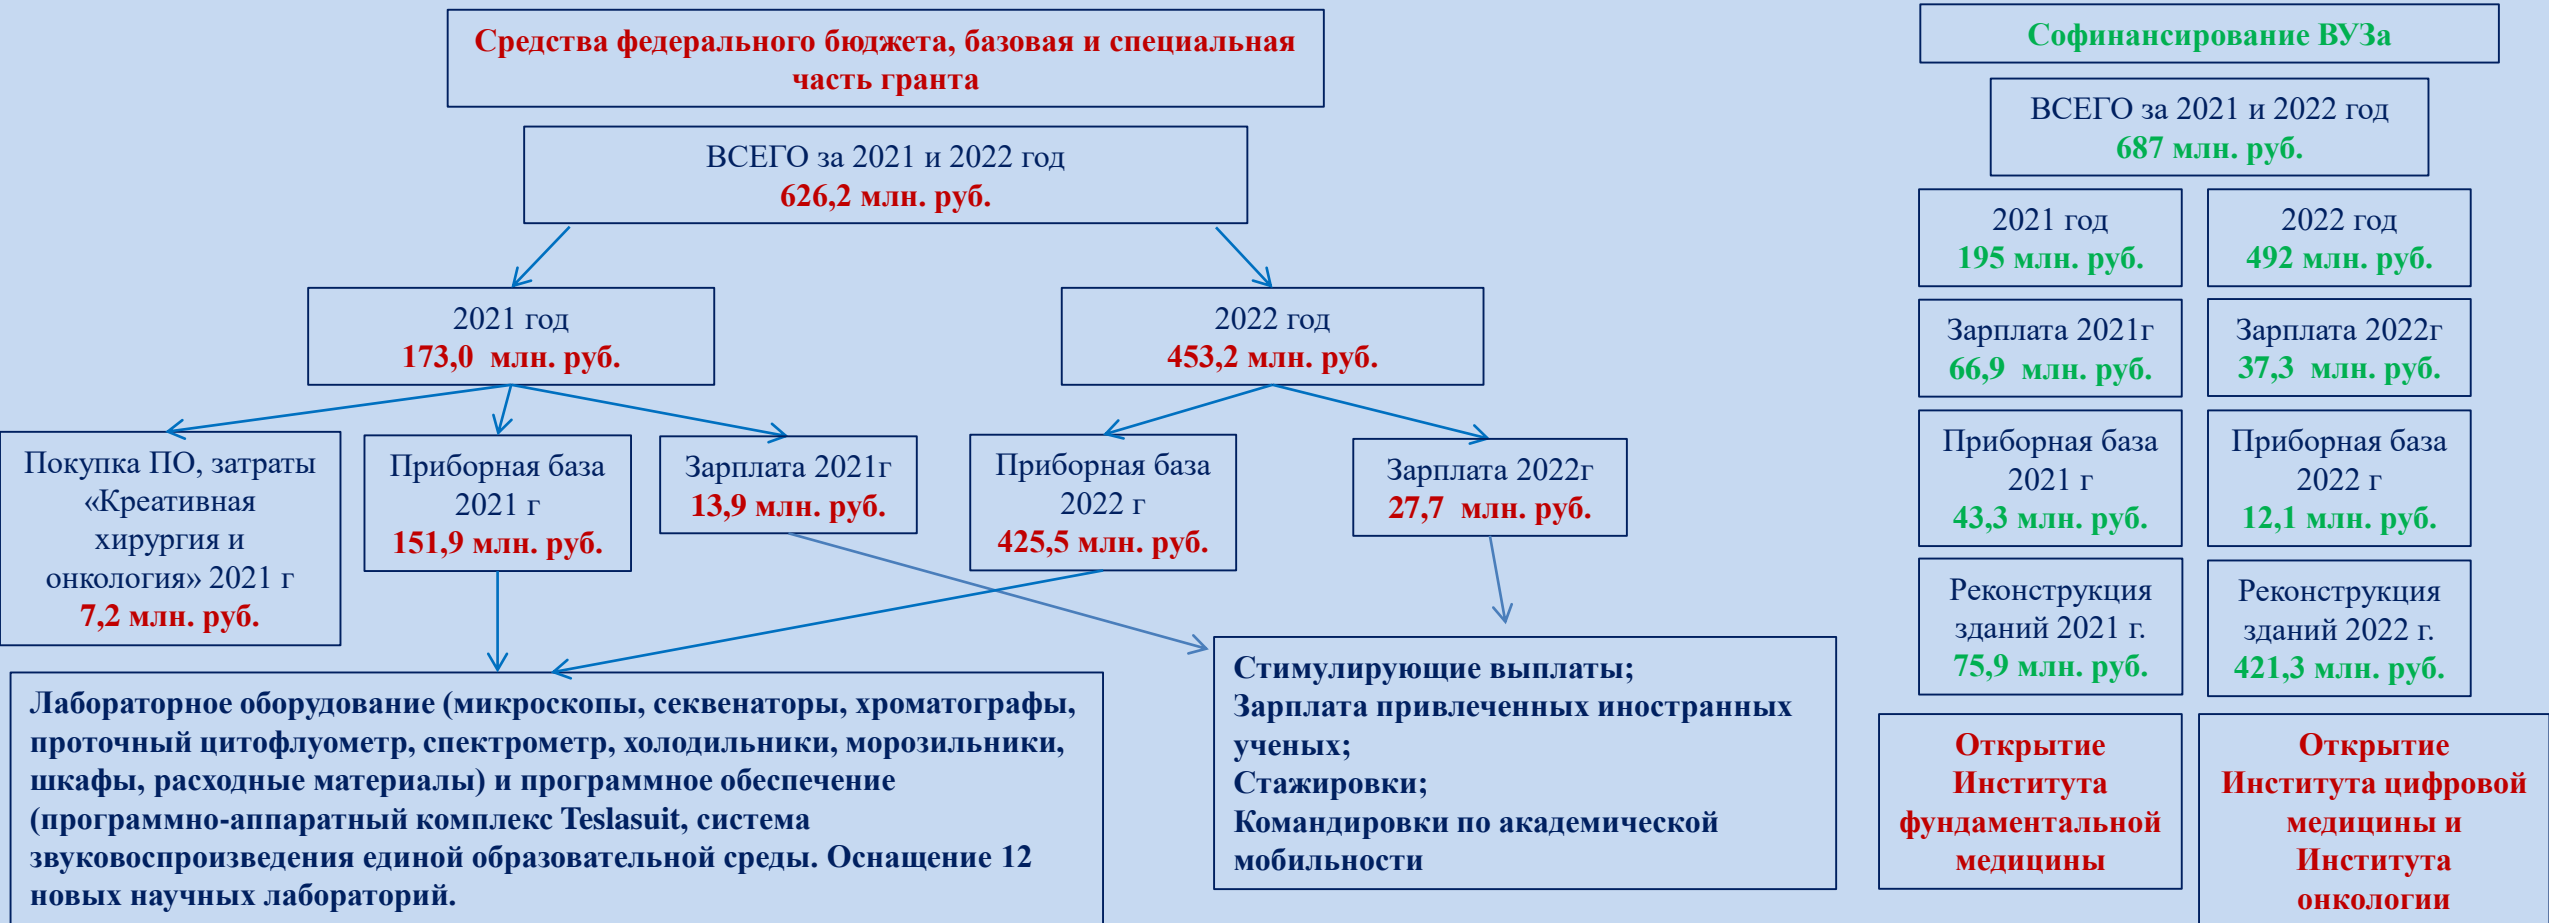 Средства федерального бюджета, базовая и специальная
часть гранта
ВСЕГО за 2021 и 2022 год
626,2 млн. руб.
2021 год
173,0 млн. руб.
2022 год
453,2 млн. руб.
Покупка ПО, затраты
«Креативная
хирургия и
онкология» 2021 г
7,2 млн. руб.
Приборная база
2021 г
151,9 млн. руб.
Зарплата 2021г
13,9 млн. руб.
Приборная база
2022 г
425,5 млн. руб.
Зарплата 2022г
27,7 млн. руб.
Лабораторное оборудование (микроскопы, секвенаторы, хроматографы,
проточный цитофлуометр, спектрометр, холодильники, морозильники,
шкафы, расходные материалы) и программное обеспечение
(программно-аппаратный комплекс Teslasuit, система
звуковоспроизведения единой образовательной среды. Оснащение 12
новых научных лабораторий.
Стимулирующие выплаты;
Зарплата привлеченных иностранных
ученых;
Стажировки;
Командировки по академической
мобильности
Софинансирование ВУЗа
ВСЕГО за 2021 и 2022 год
687 млн. руб.
2021 год
195 млн. руб.
2022 год
492 млн. руб.
Зарплата 2021г
66,9 млн. руб.
Зарплата 2022г
37,3 млн. руб.
Приборная база
2021 г
43,3 млн. руб.
Приборная база
2022 г
12,1 млн. руб.
Реконструкция
зданий 2021 г.
75,9 млн. руб.
Реконструкция
зданий 2022 г.
421,3 млн. руб.
Открытие
Института
фундаментальной
медицины
Открытие
Института цифровой
медицины и
Института
онкологии